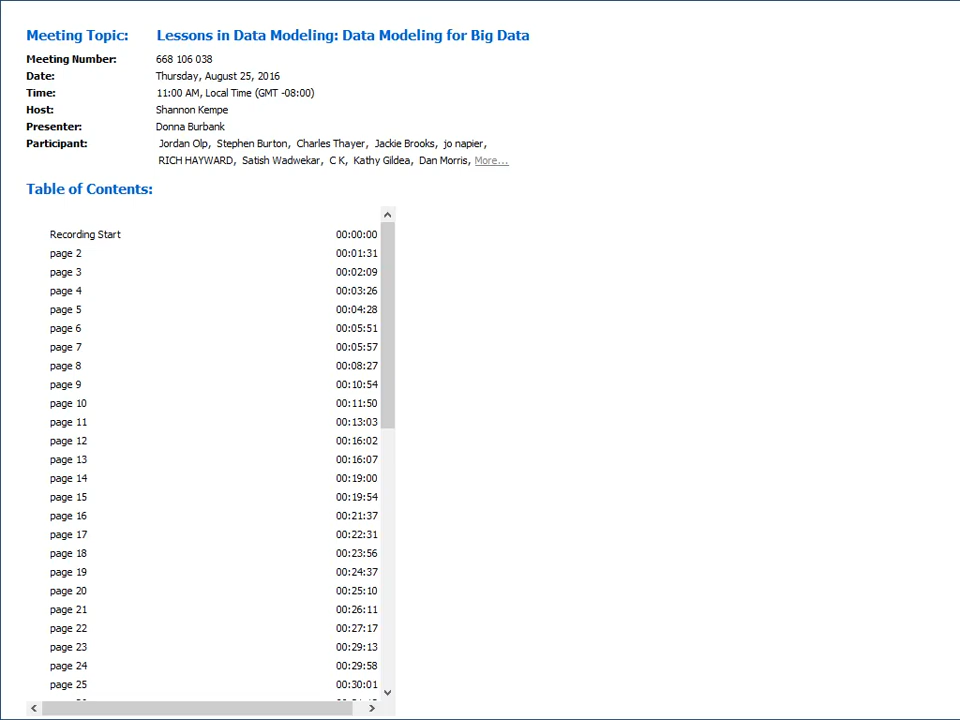 Meeting Topic: Lessons in Data Modeling: Data Modeling for Big Data
Meeting Number: 668 106 038
Date: Thursday, August 25, 2016
Time: 11:00 AM, Local Time (GMT -08:00)
Host: Shannon Kempe
Presenter: Donna Burbank
Participant: Jordan Olp, Stephen Burton, Charles Thayer, Jackie Brooks, jo napier,
RICH HAYWARD, Satish Wadwekar, C K, Kathy Gildea, Dan Morris, More...
Table of Contents:
Recording Start 00:00:00
page 2 00:01:31
page 3 00:02:09
page 4 00:03:26
page 5 00:04:28
page 6 00:05:51
page 7 00:05:57
page 8 00:08:27
page 9 00:10:54
page 10 00:11:50
page 11 00:13:03
page 12 00:16:02
page 13 00:16:07
page 14 00:19:00
page 15 00:19:54
page 16 00:21:37
page 17 00:22:31
page 18 00:23:56
page 19 00:24:37
page 20 00:25:10
page 21 00:26:11
page 22 00:27:17
page 23 00:29:13
page 24 00:29:58
page 25 00:30:01